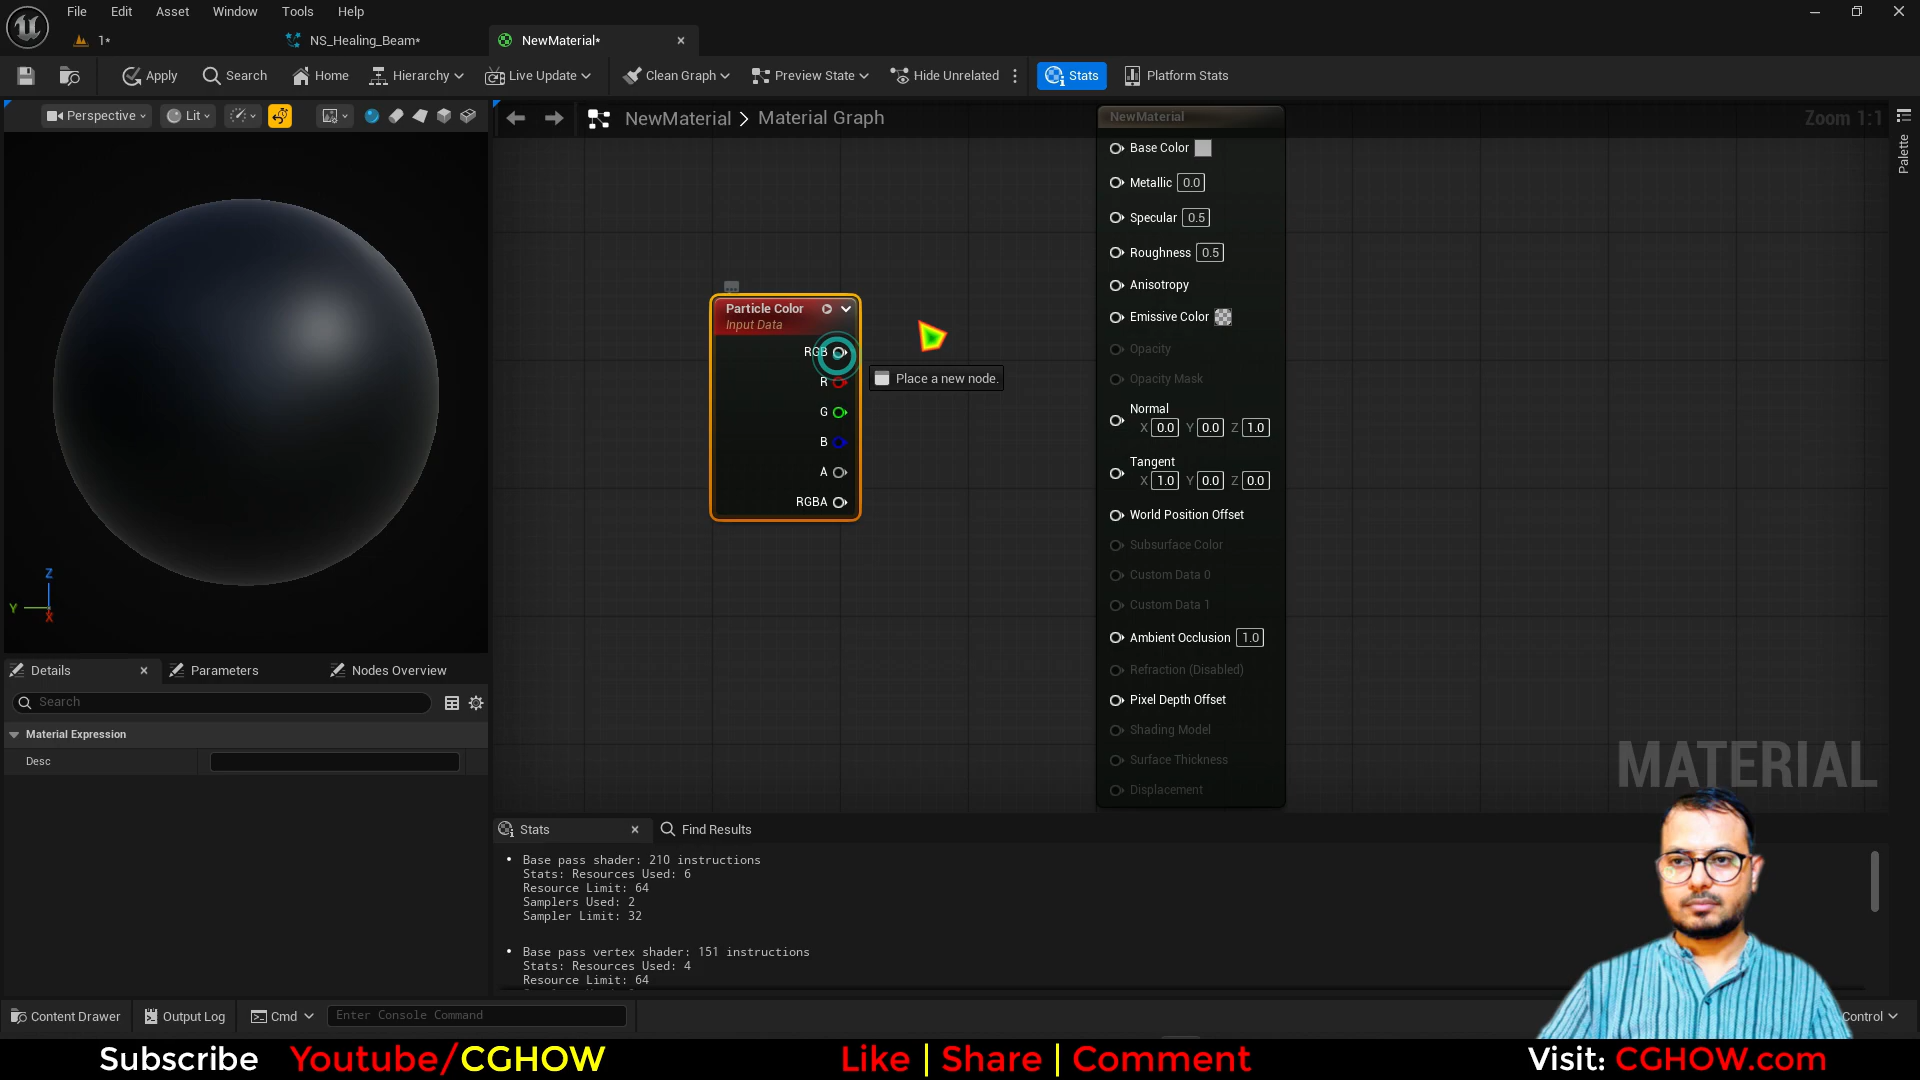 File Edit Asset Window Tools Help
1*
NS_Healing_Beam*
NewMaterial*
Apply
Search
Home
Hierarchy
Live Update
Clean Graph
Preview State
Hide Unrelated
Stats
Platform Stats
Perspective
Lit
NewMaterial > Material Graph
Zoom 1:1
Palette
NewMaterial
Base Color
Metallic 0.0
Specular 0.5
Roughness 0.5
Anisotropy
Emissive Color
Opacity
Opacity Mask
Normal
X 0.0 Y 0.0 Z 1.0
Tangent
X 1.0 Y 0.0 Z 0.0
World Position Offset
Subsurface Color
Custom Data 0
Custom Data 1
Ambient Occlusion 1.0
Refraction (Disabled)
Pixel Depth Offset
Shading Model
Surface Thickness
Displacement
Particle Color
Input Data
RGB
R
G
B
A
RGBA
Place a new node.
MATERIAL
Z
Y
X
Details
Parameters
Nodes Overview
Search
Material Expression
Desc
Stats
Find Results
• Base pass shader: 210 instructions
Stats: Resources Used: 6
Resource Limit: 64
Samplers Used: 2
Sampler Limit: 32
• Base pass vertex shader: 151 instructions
Stats: Resources Used: 4
Resource Limit: 64
Content Drawer
Output Log
Cmd
Enter Console Command
Control
Subscribe Youtube/CGHOW
Like | Share | Comment
Visit: CGHOW.com